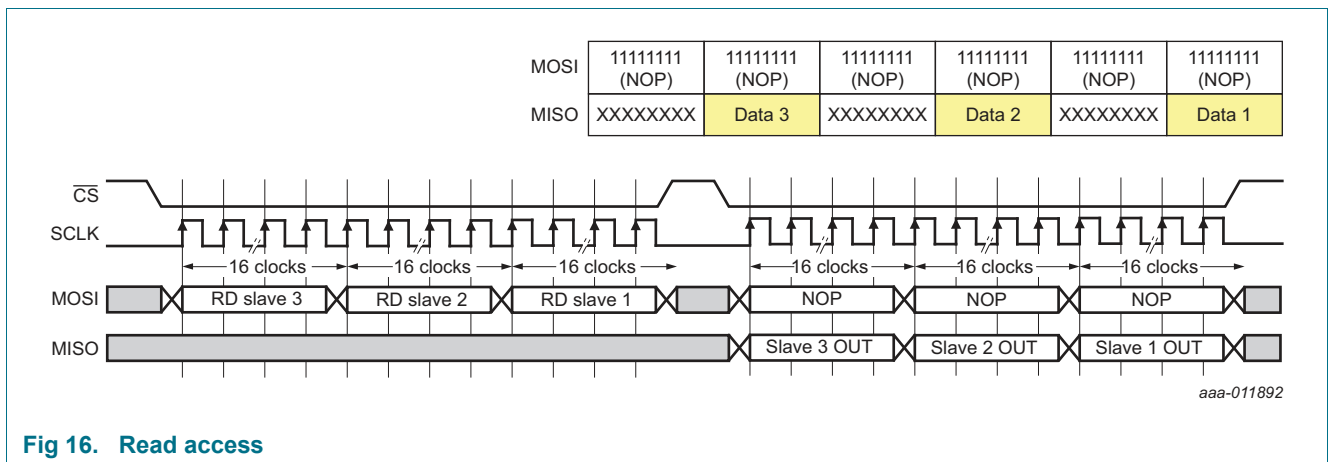 MOSI 11111111 (NOP) 11111111 (NOP) 11111111 (NOP) 11111111 (NOP) 11111111 (NOP) 11111111 (NOP)
MISO XXXXXXXX Data 3 XXXXXXXX Data 2 XXXXXXXX Data 1
CS
SCLK
16 clocks 16 clocks 16 clocks 16 clocks 16 clocks 16 clocks
MOSI RD slave 3 RD slave 2 RD slave 1 NOP NOP NOP
MISO Slave 3 OUT Slave 2 OUT Slave 1 OUT
aaa-011892
Fig 16. Read access